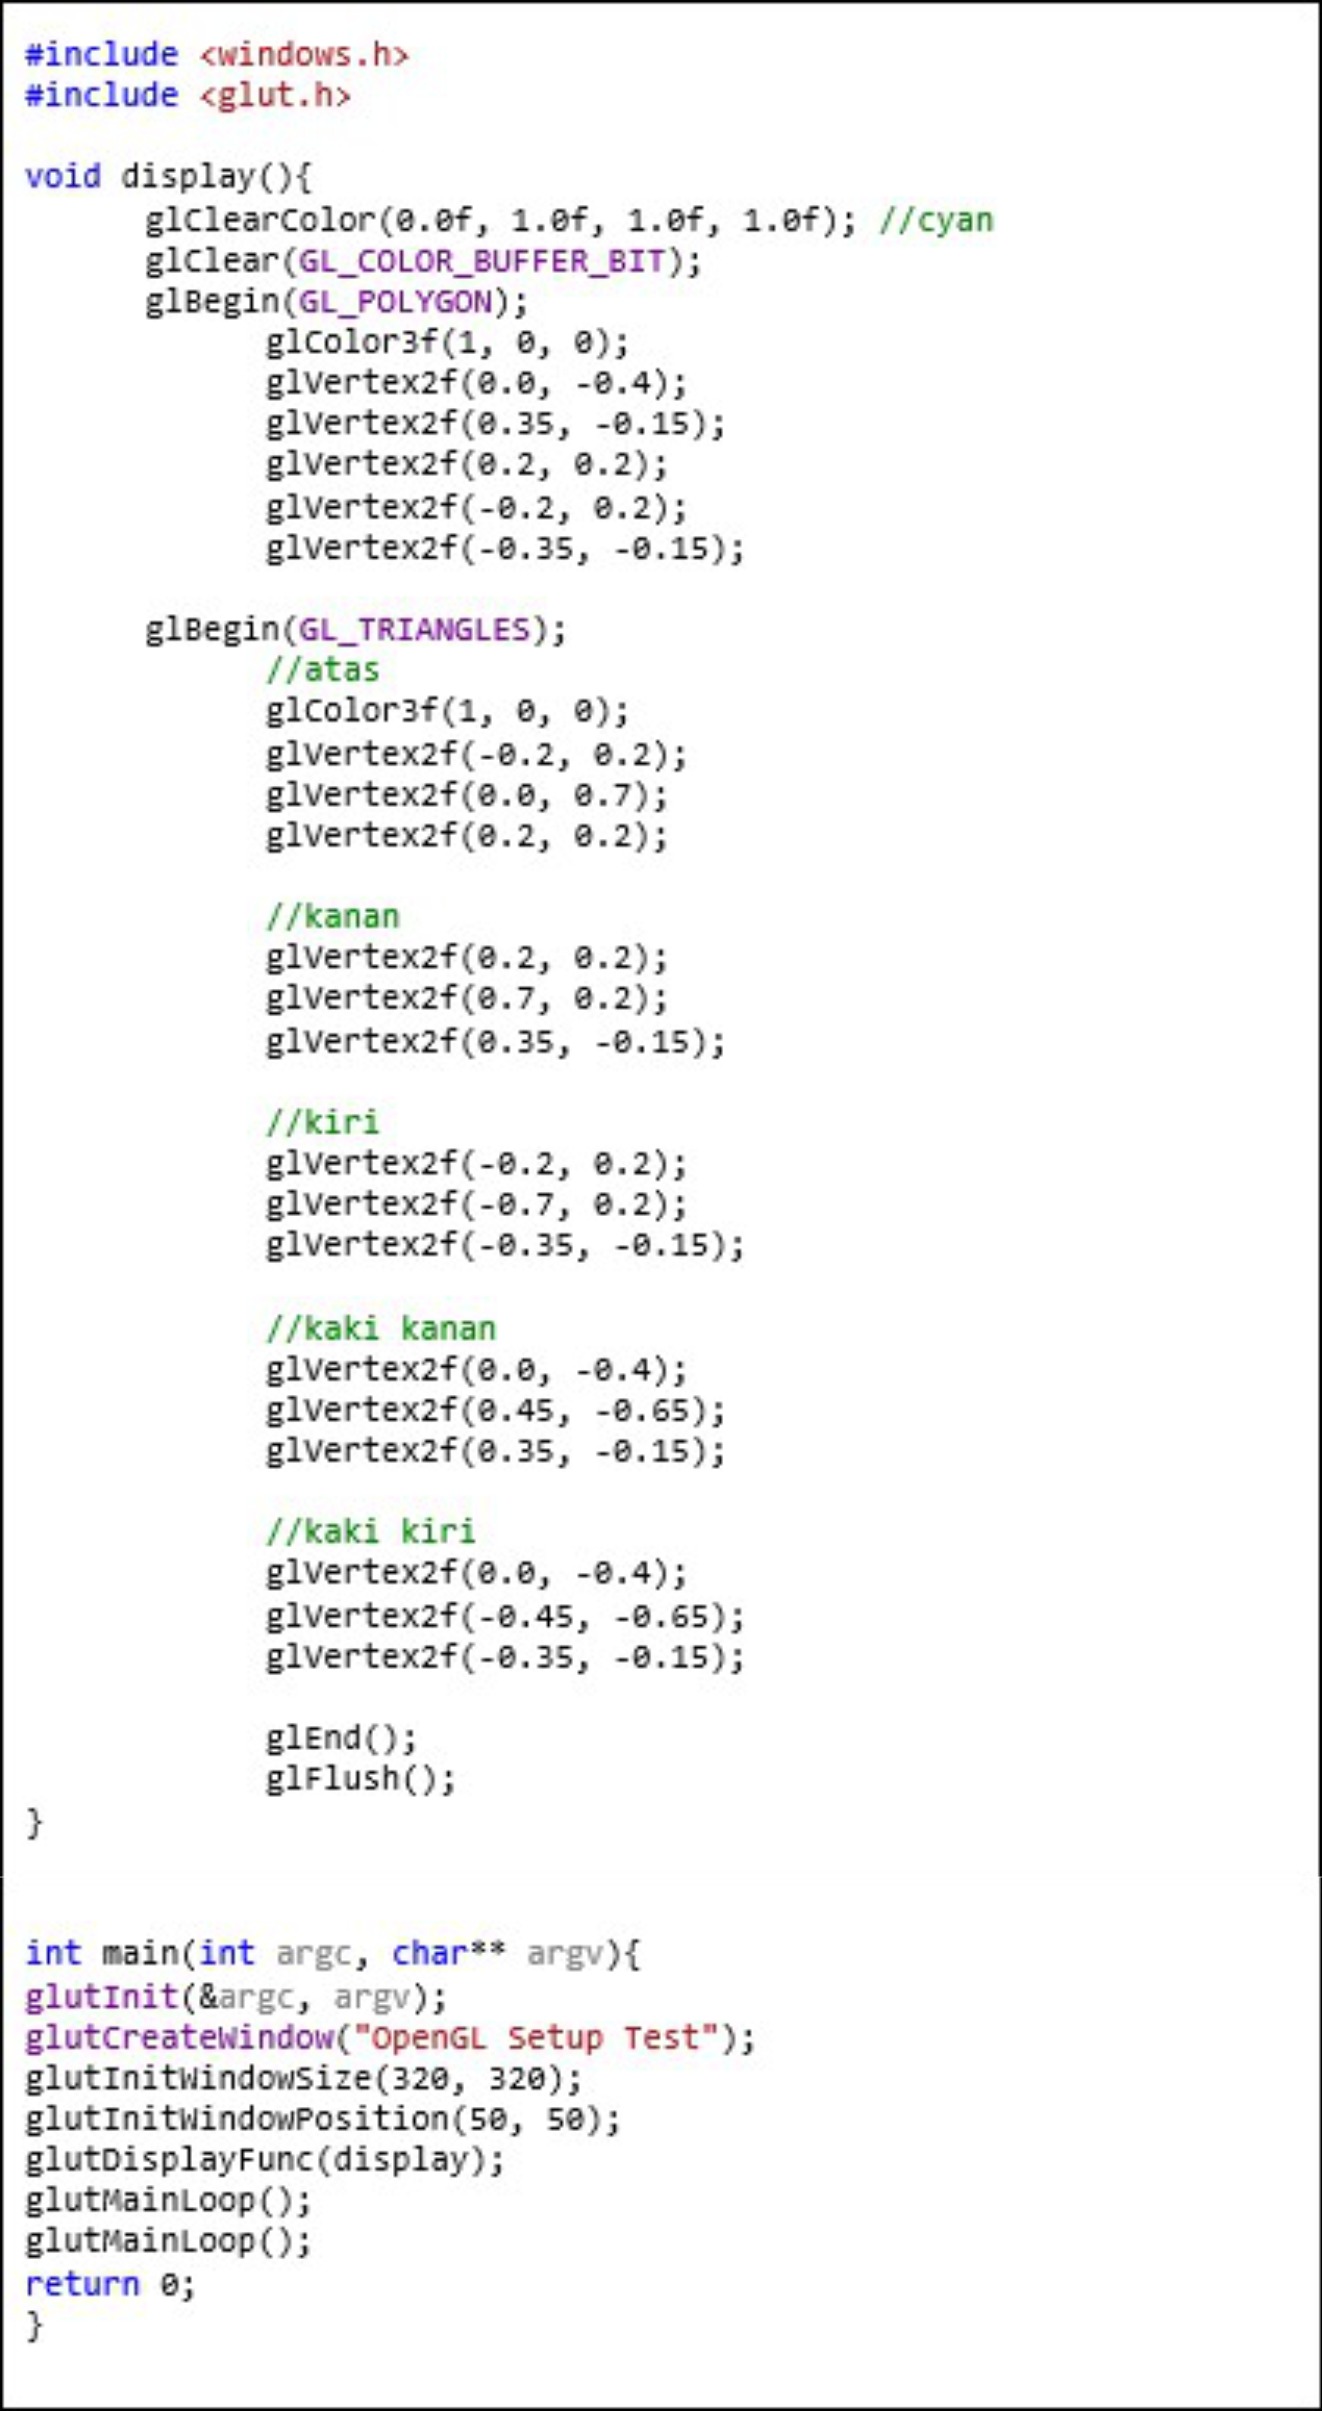 #include <windows.h>
#include <glut.h>
void display(){
glClearColor(0.0f, 1.0f, 1.0f, 1.0f); //cyan
glClear(GL_COLOR_BUFFER_BIT);
glBegin(GL_POLYGON);
glColor3f(1, 0, 0);
glVertex2f(0.0, -0.4);
glVertex2f(0.35, -0.15);
glVertex2f(0.2, 0.2);
glVertex2f(-0.2, 0.2);
glVertex2f(-0.35, -0.15);
glBegin(GL_TRIANGLES);
//atas
glColor3f(1, 0, 0);
glVertex2f(-0.2, 0.2);
glVertex2f(0.0, 0.7);
glVertex2f(0.2, 0.2);
//kanan
glVertex2f(0.2, 0.2);
glVertex2f(0.7, 0.2);
glVertex2f(0.35, -0.15);
//kiri
glVertex2f(-0.2, 0.2);
glVertex2f(-0.7, 0.2);
glVertex2f(-0.35, -0.15);
//kaki kanan
glVertex2f(0.0, -0.4);
glVertex2f(0.45, -0.65);
glVertex2f(0.35, -0.15);
//kaki kiri
glVertex2f(0.0, -0.4);
glVertex2f(-0.45, -0.65);
glVertex2f(-0.35, -0.15);
glEnd();
glFlush();
}
int main(int argc, char** argv){
glutInit(&argc, argv);
glutCreateWindow("OpenGL Setup Test");
glutInitWindowSize(320, 320);
glutInitWindowPosition(50, 50);
glutDisplayFunc(display);
glutMainLoop();
glutMainLoop();
return 0;
}